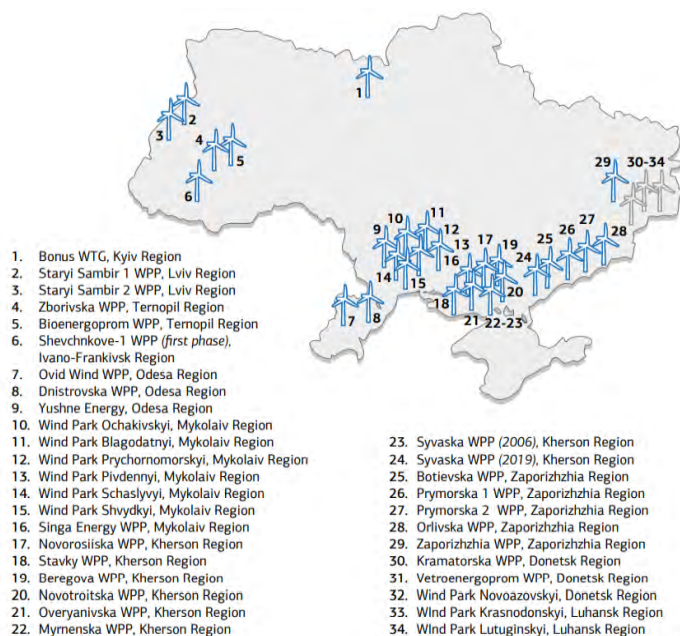 1
2
3
4
5
6
29
30-34
9
10
11
12
13
14
15
16
17
18
19
20
21
22-23
24
25
26
27
28
7
8
1. Bonus WTG, Kyiv Region
2. Staryi Sambir 1 WPP, Lviv Region
3. Staryi Sambir 2 WPP, Lviv Region
4. Zborivska WPP, Ternopil Region
5. Bioenergoprom WPP, Ternopil Region
6. Shevchnkove-1 WPP (first phase),
Ivano-Frankivsk Region
7. Ovid Wind WPP, Odesa Region
8. Dnistrovska WPP, Odesa Region
9. Yushne Energy, Odesa Region
10. Wind Park Ochakivskyi, Mykolaiv Region
11. Wind Park Blagodatnyi, Mykolaiv Region
12. Wind Park Prychornomorskyi, Mykolaiv Region
13. Wind Park Pivdennyi, Mykolaiv Region
14. Wind Park Schaslyvyi, Mykolaiv Region
15. Wind Park Shvydkyi, Mykolaiv Region
16. Singa Energy WPP, Mykolaiv Region
17. Novorosiiska WPP, Kherson Region
18. Stavky WPP, Kherson Region
19. Beregova WPP, Kherson Region
20. Novotroitska WPP, Kherson Region
21. Overyanivska WPP, Kherson Region
22. Myrnenska WPP, Kherson Region
23. Syvaska WPP (2006), Kherson Region
24. Syvaska WPP (2019), Kherson Region
25. Botievska WPP, Zaporizhzhia Region
26. Prymorska 1 WPP, Zaporizhzhia Region
27. Prymorska 2 WPP, Zaporizhzhia Region
28. Orlivska WPP, Zaporizhzhia Region
29. Zaporizhzhia WPP, Zaporizhzhia Region
30. Kramatorska WPP, Donetsk Region
31. Vetroenergoprom WPP, Donetsk Region
32. Wind Park Novoazovskyi, Donetsk Region
33. WInd Park Krasnodonskyi, Luhansk Region
34. WInd Park Lutuginskyi, Luhansk Region